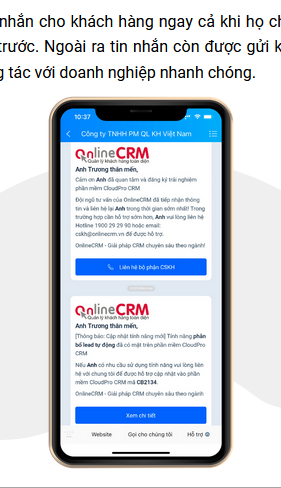 nhắn cho khách hàng ngay cả khi họ ch
trước. Ngoài ra tin nhắn còn được gửi k
g tác với doanh nghiệp nhanh chóng.
10:37
Công ty TNHH PM QL KH Việt Nam
OnlineCRM
Quản lý khách hàng toàn diện
Anh Trương thân mến,
Cảm ơn Anh đã quan tâm và đăng ký trải nghiệm
phần mềm CloudPro CRM
Đội ngũ tư vấn của OnlineCRM đã tiếp nhận thông
tin và liên hệ lại Anh trong thời gian sớm nhất! Trong
trường hợp cần hỗ trợ sớm hơn, Anh vui lòng liên hệ
Hotline 1900 29 29 90 hoặc email:
cskh@onlinecrm.vn để được hỗ trợ.
OnlineCRM - Giải pháp CRM chuyên sâu theo ngành!
Liên hệ bộ phận CSKH
OnlineCRM
Quản lý khách hàng toàn diện
Anh Trương thân mến,
[Thông báo: Cập nhật tính năng mới] Tính năng phân
bổ lead tự động đã có mặt trên phần mềm CloudPro
CRM
Nếu Anh có nhu cầu sử dụng tính năng vui lòng liên
hệ với chúng tôi để được hỗ trợ cập nhật vào phần
mềm CloudPro CRM mã CB2134.
OnlineCRM - Giải pháp CRM chuyên sâu theo ngành!
Xem chi tiết
Website Gọi cho chúng tôi Hỗ trợ